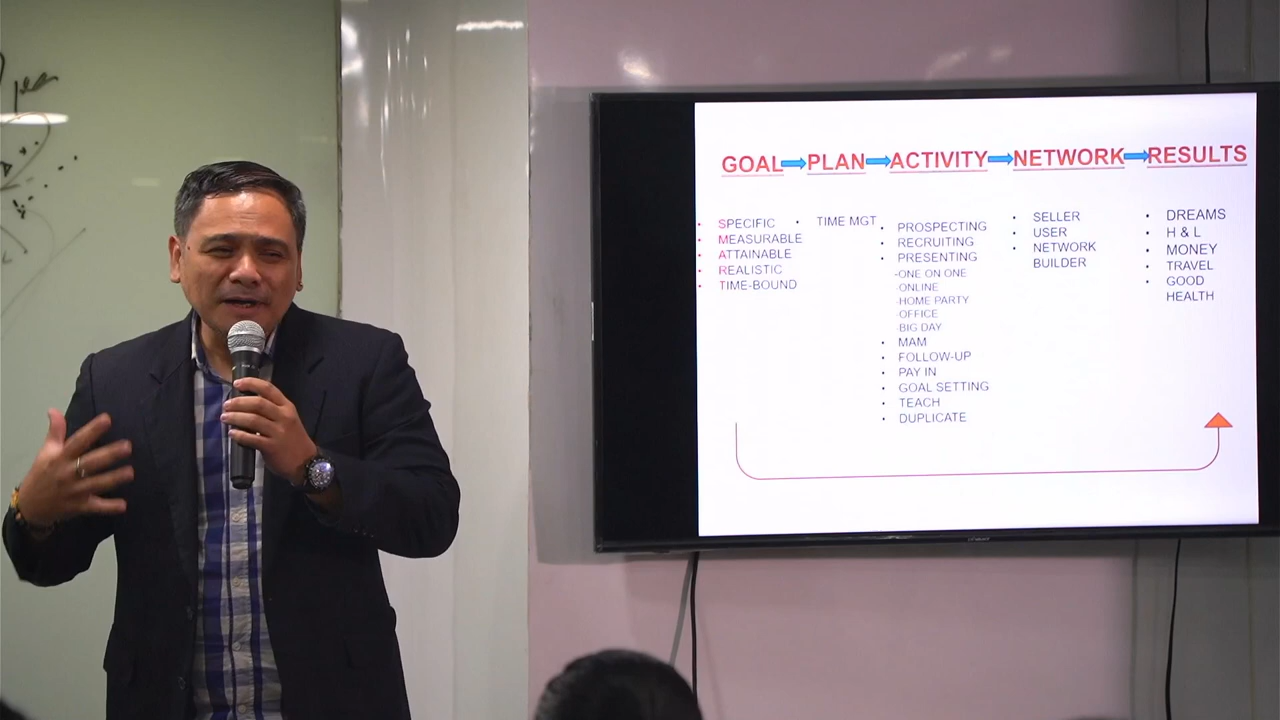 GOAL PLAN ACTIVITY NETWORK RESULTS
• SPECIFIC
• MEASURABLE
• ATTAINABLE
• REALISTIC
• TIME-BOUND
• TIME MGT
• PROSPECTING
• RECRUITING
• PRESENTING
-ONE ON ONE
-ONLINE
-HOME PARTY
-OFFICE
-BIG DAY
• MAM
• FOLLOW-UP
• PAY IN
• GOAL SETTING
• TEACH
• DUPLICATE
• SELLER
• USER
• NETWORK
BUILDER
• DREAMS
• H & L
• MONEY
• TRAVEL
• GOOD
HEALTH